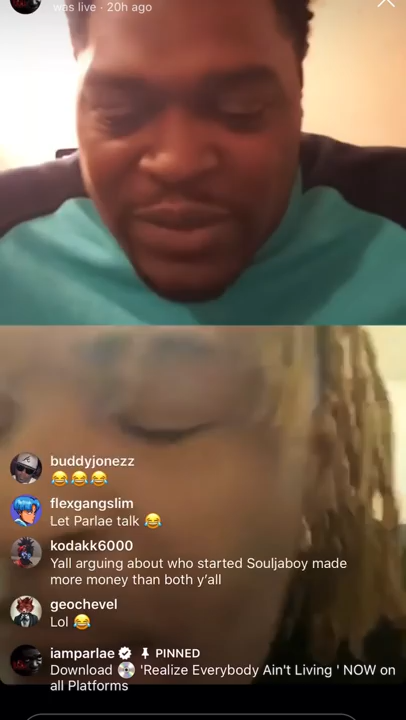 was live · 20h ago
buddyjonezz
😂😂😂
flexgangslim
Let Parlae talk 😂
kodakk6000
Yall arguing about who started Souljaboy made
more money than both y'all
geochevel
Lol 😂
iamparlae PINNED
Download 💿 'Realize Everybody Ain't Living ' NOW on
all Platforms